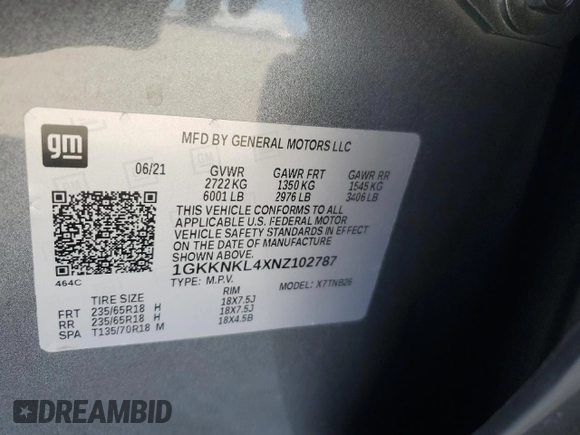 gm
MFD BY GENERAL MOTORS LLC
06/21 GVWR GAWR FRT GAWR RR
2722 KG 1350 KG 1545 KG
6001 LB 2976 LB 3406 LB
THIS VEHICLE CONFORMS TO ALL
APPLICABLE U.S. FEDERAL MOTOR
VEHICLE SAFETY STANDARDS IN
EFFECT ON THE DATE OF
MANUFACTURE SHOWN ABOVE.
1GKKNKL4XNZ102787
464C TYPE: M.P.V. MODEL: X7TNB26
TIRE SIZE RIM
FRT 235/65R18 H 18X7.5J
RR 235/65R18 H 18X7.5J
SPA T135/70R18 M 18X4.5B
DREAMBID